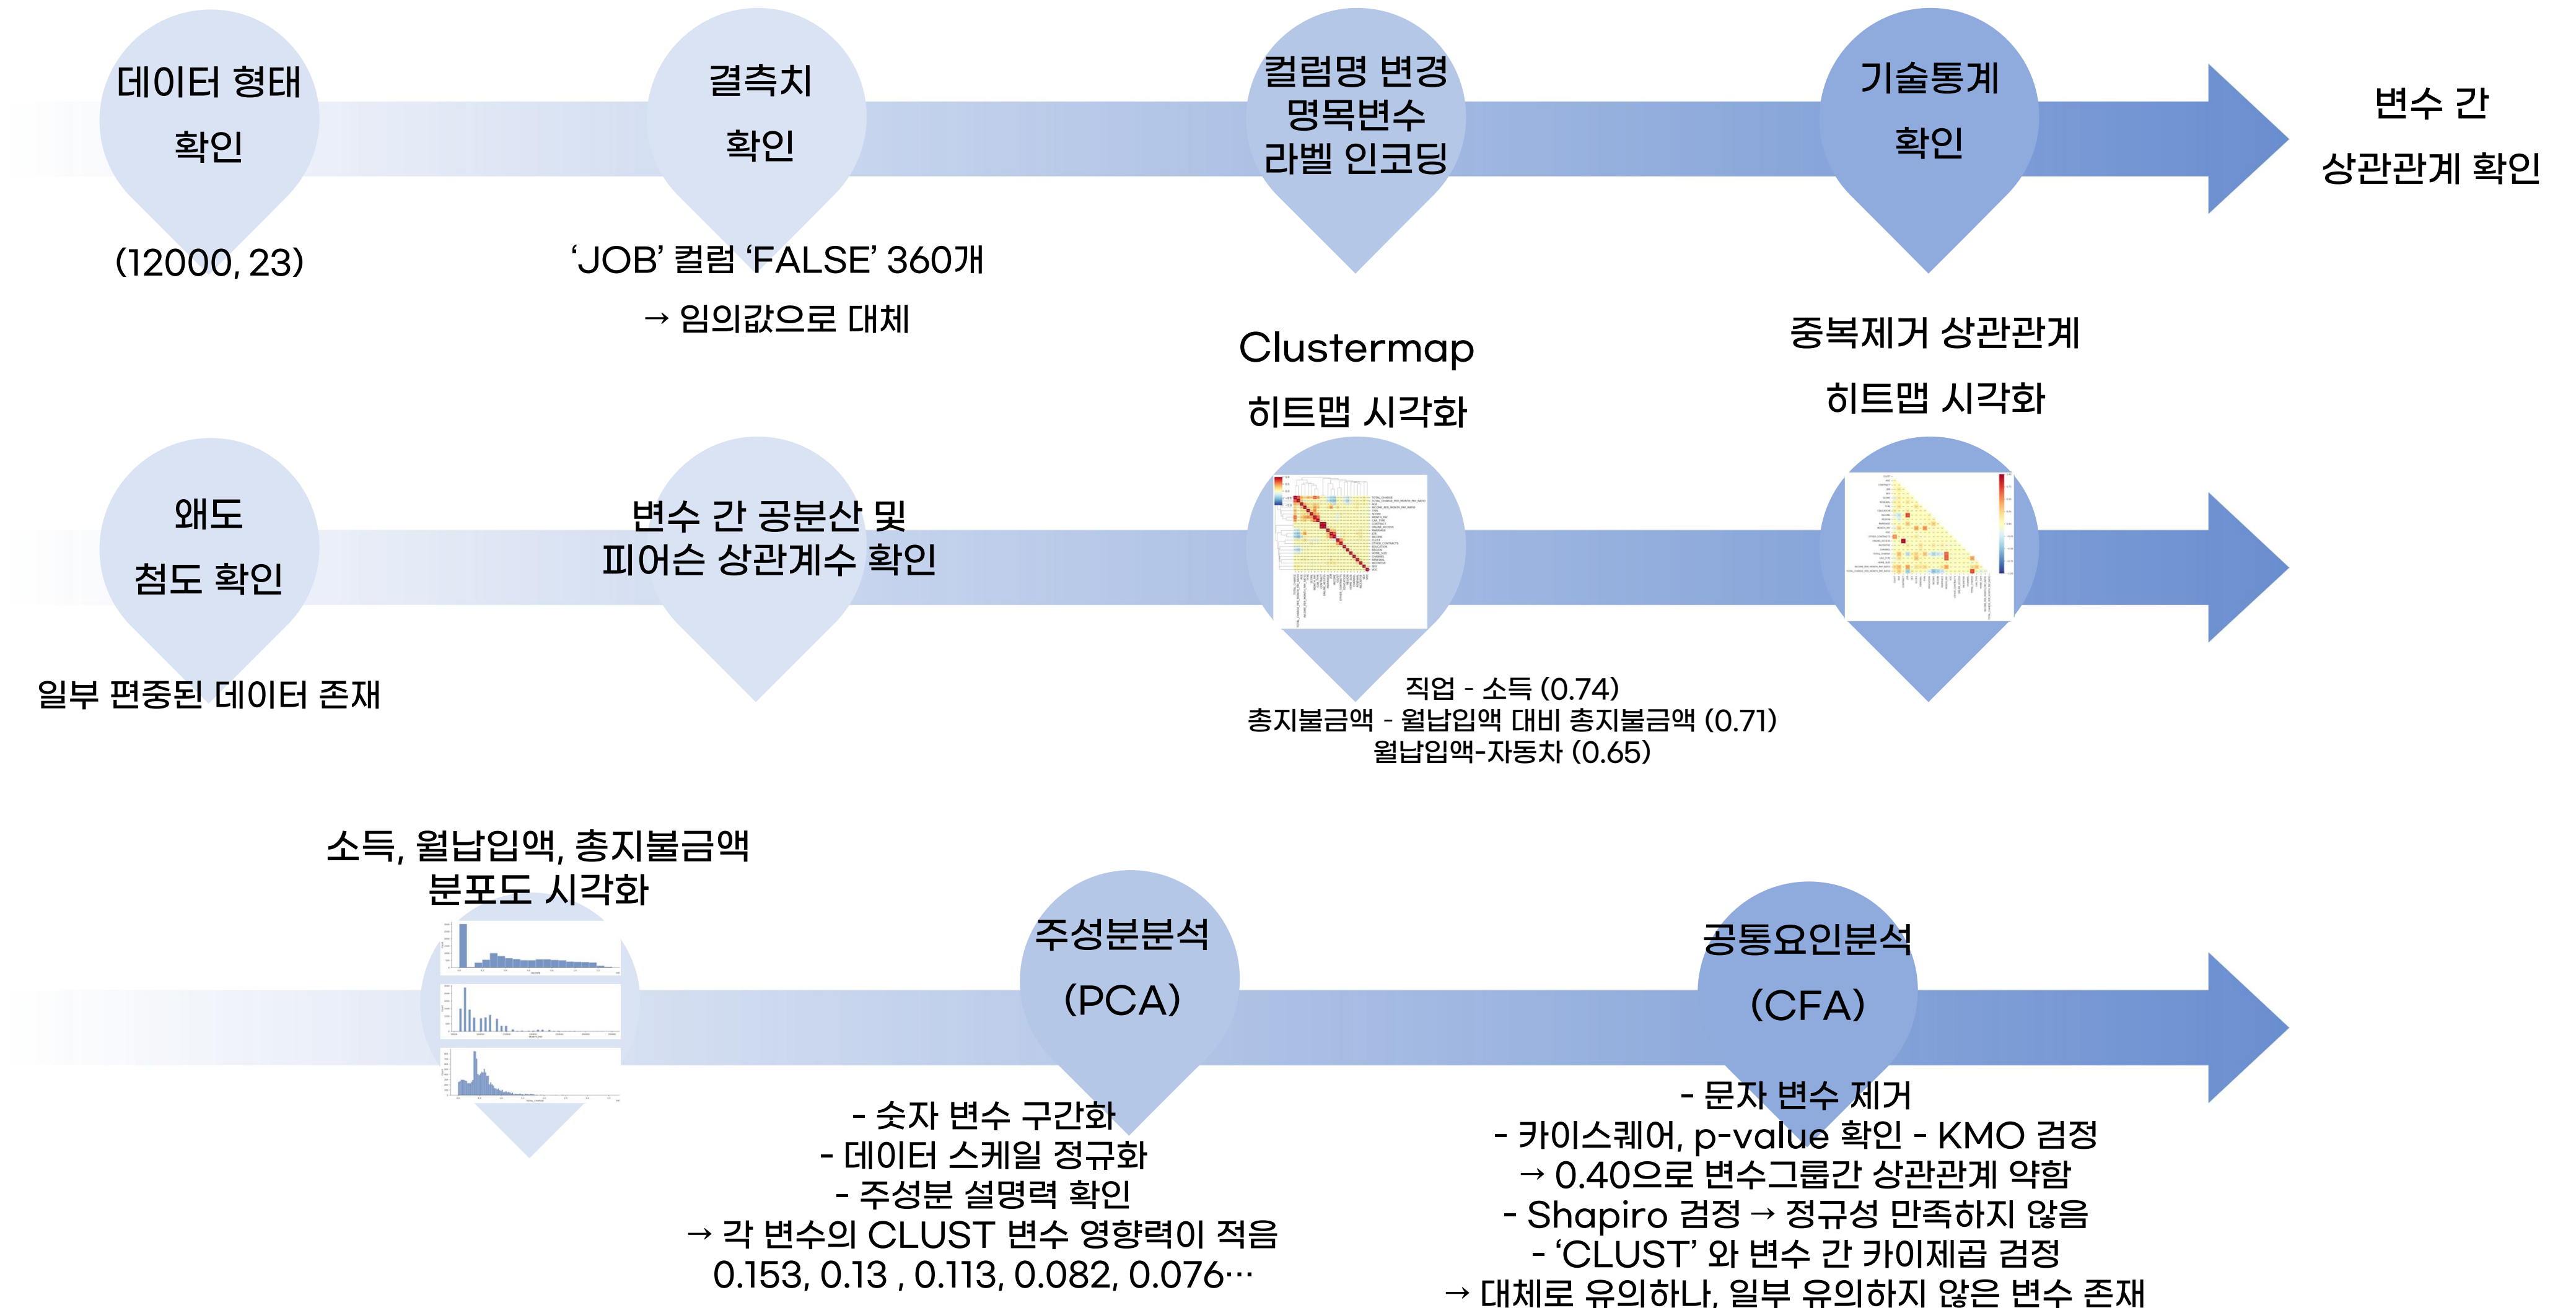 데이터 형태
확인
(12000, 23)
결측치
확인
‘JOB’ 컬럼 ‘FALSE’ 360개
→ 임의값으로 대체
컬럼명 변경
명목변수
라벨 인코딩
기술통계
확인
변수 간
상관관계 확인
왜도
첨도 확인
일부 편중된 데이터 존재
변수 간 공분산 및
피어슨 상관계수 확인
Clustermap
히트맵 시각화
직업 - 소득 (0.74)
총지불금액 - 월납입액 대비 총지불금액 (0.71)
월납입액-자동차 (0.65)
중복제거 상관관계
히트맵 시각화
소득, 월납입액, 총지불금액
분포도 시각화
주성분분석
(PCA)
- 숫자 변수 구간화
- 데이터 스케일 정규화
- 주성분 설명력 확인
→ 각 변수의 CLUST 변수 영향력이 적음
0.153, 0.13 , 0.113, 0.082, 0.076…
공통요인분석
(CFA)
- 문자 변수 제거
- 카이스퀘어, p-value 확인 - KMO 검정
→ 0.40으로 변수그룹간 상관관계 약함
- Shapiro 검정 → 정규성 만족하지 않음
- ‘CLUST’ 와 변수 간 카이제곱 검정
→ 대체로 유의하나, 일부 유의하지 않은 변수 존재